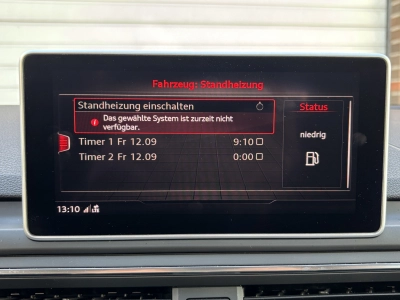 Fahrzeug: Standheizung
Standheizung einschalten
Status
Das gewählte System ist zurzeit nicht
verfügbar.
niedrig
Timer 1 Fr 12.09 9:10
Timer 2 Fr 12.09 0:00
13:10